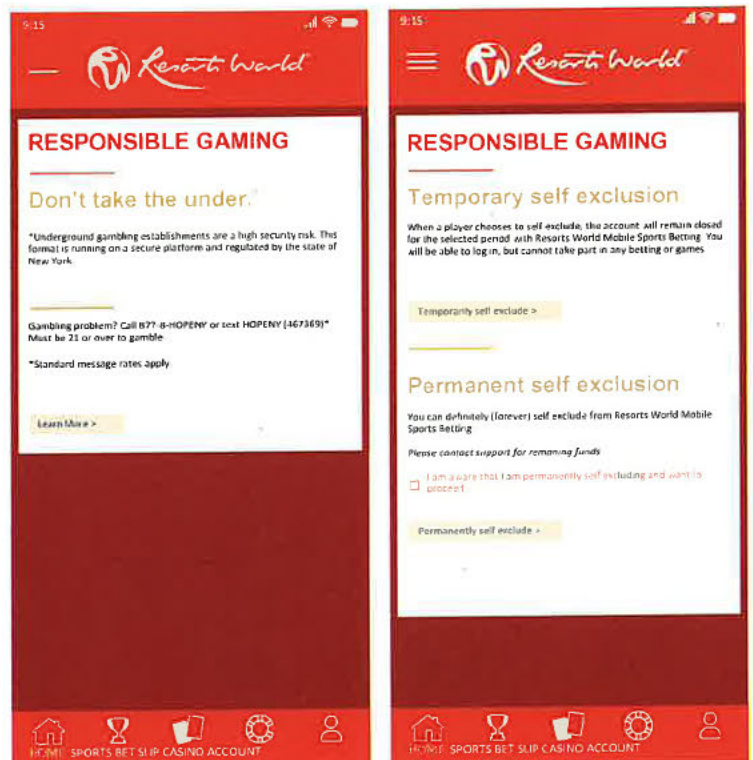 9:15
Resorts World
RESPONSIBLE GAMING
Don't take the under.
*Underground gambling establishments are a high security risk. This
format is running on a secure platform and regulated by the state of
New York
Gambling problem? Call 877-8-HOPENY or text HOPENY (467369)*
Must be 21 or over to gamble
*Standard message rates apply
Learn More >
HOME SPORTS BET SLIP CASINO ACCOUNT
9:15
Resorts World
RESPONSIBLE GAMING
Temporary self exclusion
When a player chooses to self exclude, the account will remain closed
for the selected period with Resorts World Mobile Sports Betting You
will be able to log in, but cannot take part in any betting or games
Temporarily self exclude >
Permanent self exclusion
You can definitely (forever) self exclude from Resorts World Mobile
Sports Betting
Please contact support for remaining funds
I am aware that I am permanently self excluding and want to
proceed
Permanently self exclude >
HOME SPORTS BET SLIP CASINO ACCOUNT